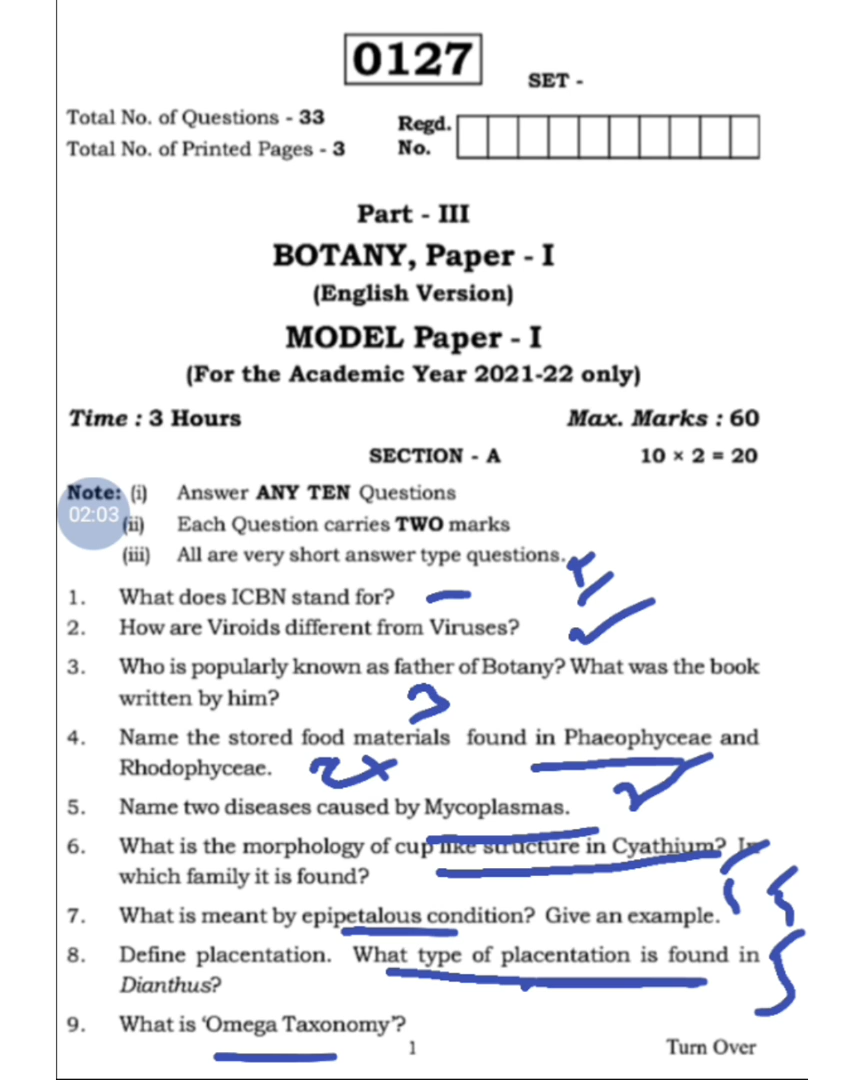 0127
SET -
Total No. of Questions - 33
Regd.
Total No. of Printed Pages - 3
No.
Part - III
BOTANY, Paper - I
(English Version)
MODEL Paper - I
(For the Academic Year 2021-22 only)
Time : 3 Hours Max. Marks : 60
SECTION - A 10 × 2 = 20
Note: (i) Answer ANY TEN Questions
02:03
(ii) Each Question carries TWO marks
(iii) All are very short answer type questions.
1. What does ICBN stand for?
2. How are Viroids different from Viruses?
3. Who is popularly known as father of Botany? What was the book
written by him?
4. Name the stored food materials found in Phaeophyceae and
Rhodophyceae.
5. Name two diseases caused by Mycoplasmas.
6. What is the morphology of cup like structure in Cyathium? In
which family it is found?
7. What is meant by epipetalous condition? Give an example.
8. Define placentation. What type of placentation is found in
Dianthus?
9. What is ‘Omega Taxonomy’?
1
Turn Over